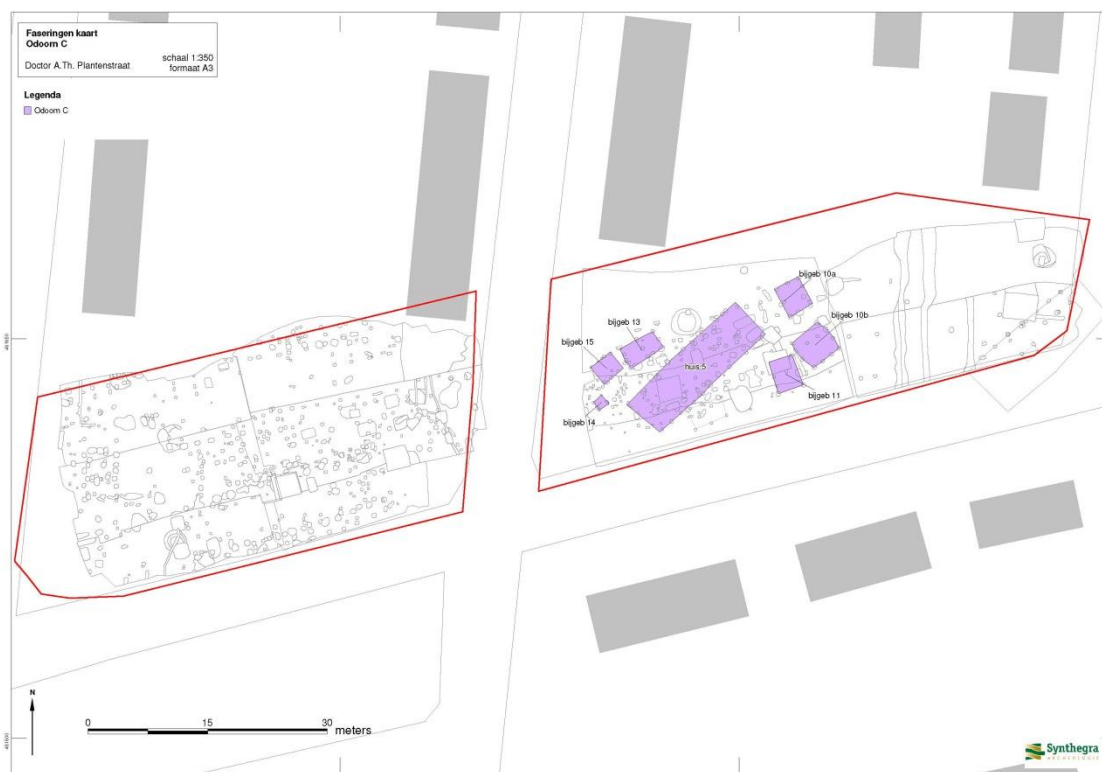 Faseringen kaart
Odoorn C
Doctor A.Th. Plantenstraat
schaal 1:350
formaat A3
Legenda
Odoorn C
bijgeb 10a
bijgeb 13
bijgeb 10b
bijgeb 15
huis 5
bijgeb 11
bijgeb 14
N
0 15 30 meters
Synthegra
ARCHEOLOGIE